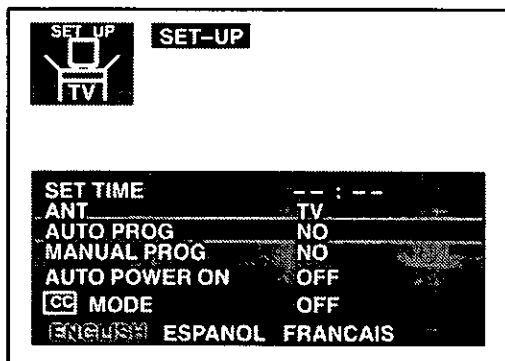 SET UP
SET-UP
TV
SET TIME -- : --
ANT TV
AUTO PROG NO
MANUAL PROG NO
AUTO POWER ON OFF
CC MODE OFF
ENGLISH ESPANOL FRANCAIS